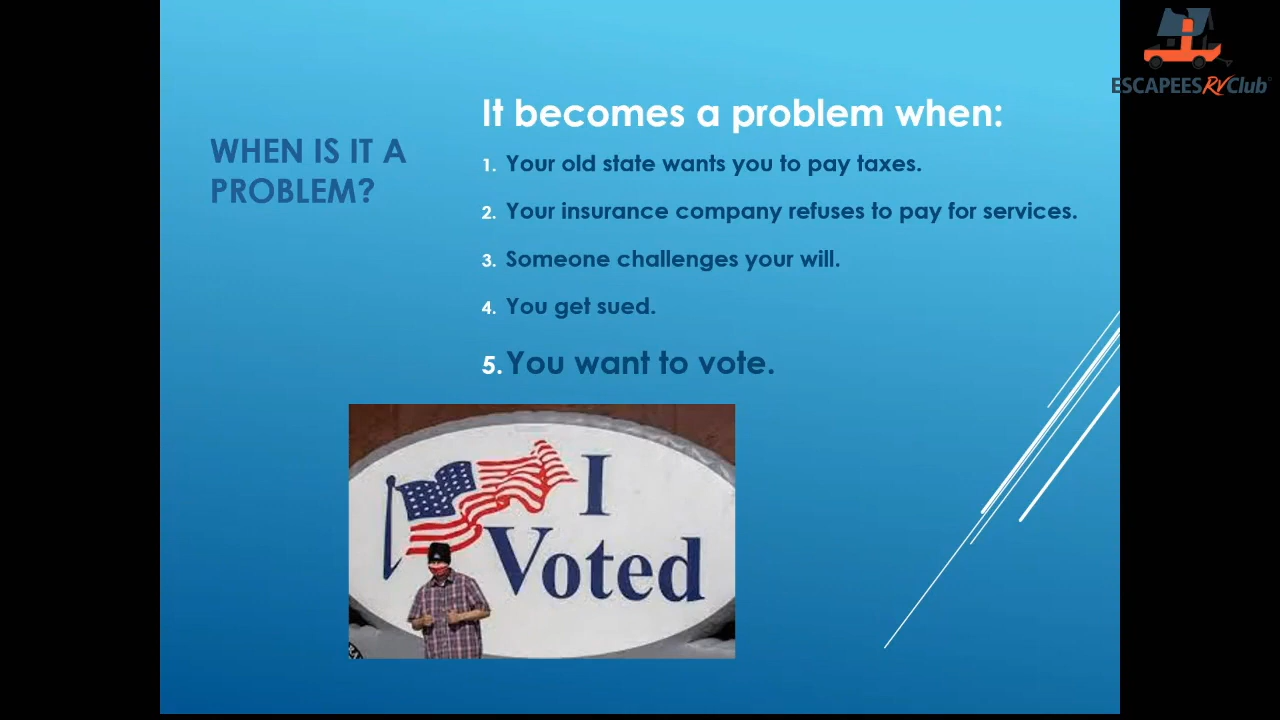 ESCAPEES RV Club
WHEN IS IT A
PROBLEM?
It becomes a problem when:
1. Your old state wants you to pay taxes.
2. Your insurance company refuses to pay for services.
3. Someone challenges your will.
4. You get sued.
5. You want to vote.
I
Voted